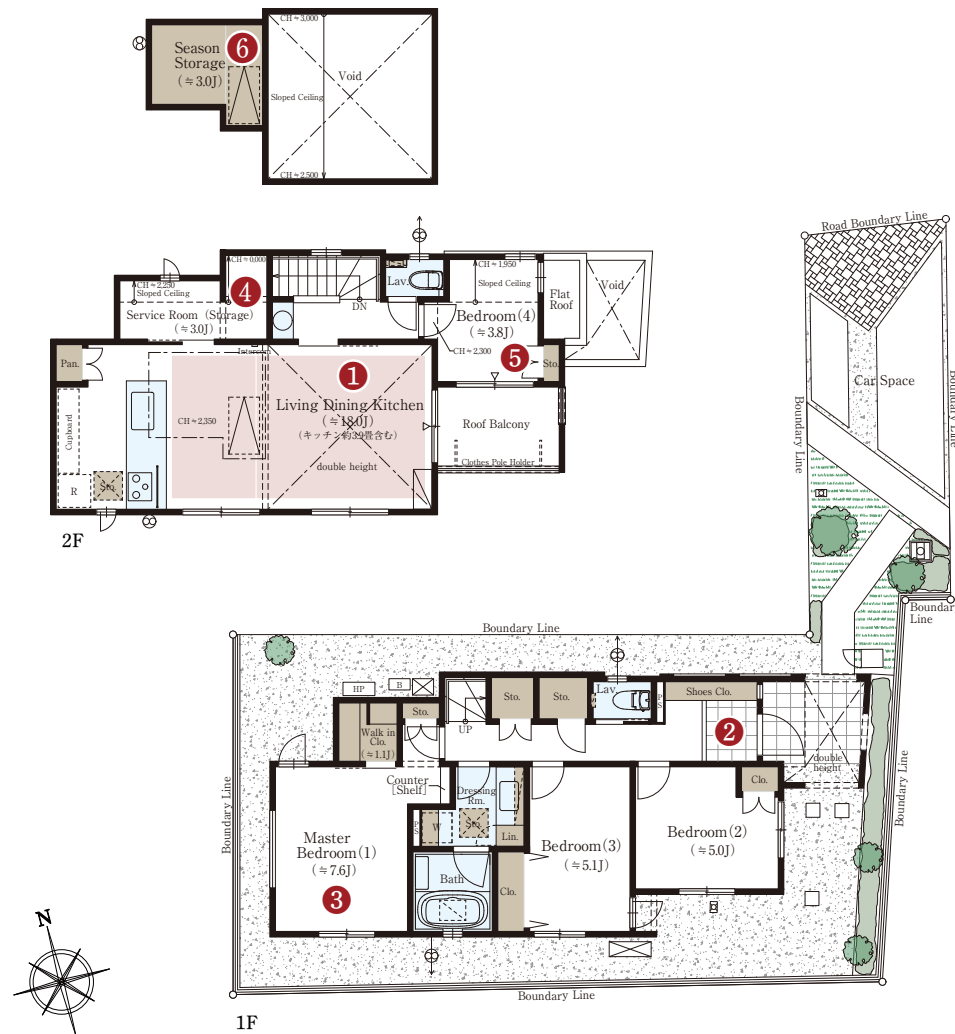 CH≒3,000
Season
Storage
(≒3.0J)
6
Void
Sloped Ceiling
CH≒2,500
CH≒2,250
Sloped Ceiling
Service Room (Storage)
(≒3.0J)
CH≒0,000
4
DN
Lav.
CH≒1,950
Sloped Ceiling
Bedroom(4)
(≒3.8J)
CH≒2,300
5
Sto.
Flat
Roof
Void
Pan.
Intercom
1
Living Dining Kitchen
(≒18.0J)
(キッチン約3.9畳含む)
CH≒2,350
double height
Cupboard
R
Sto.
Roof Balcony
Clothes Pole Holder
2F
Road Boundary Line
Car Space
Boundary Line
Boundary Line
Boundar
Line
Boundary Line
HP
B
Sto.
Walk in
Clo.
(≒1.1J)
UP
Sto.
Sto.
Lav.
PS
Shoes Clo.
2
double
height
Counter
[Shelf]
Dressing
Rm.
PS
W
Sto.
Lin.
Clo.
Master
Bedroom(1)
(≒7.6J)
3
Bath
Clo.
Bedroom(3)
(≒5.1J)
Bedroom(2)
(≒5.0J)
Boundary Line
Boundary Line
Boundary Line
N
1F